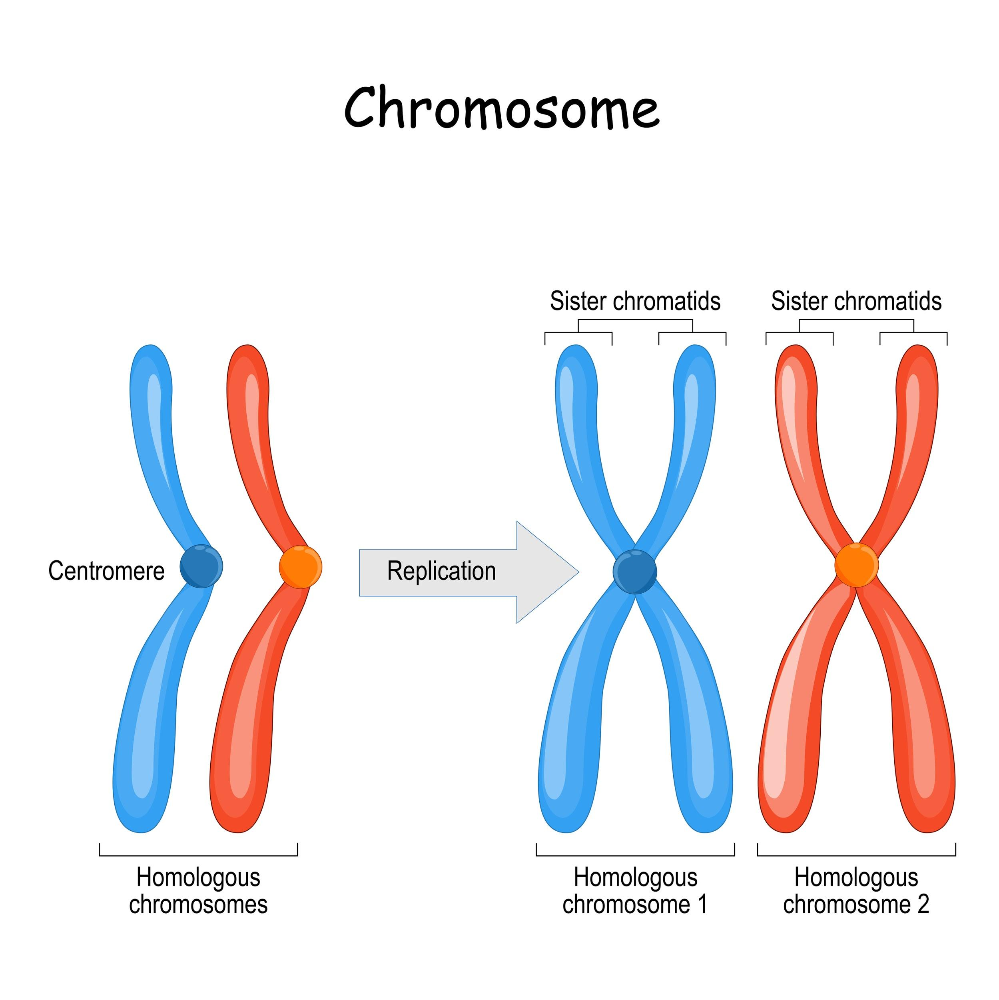 Chromosome
Sister chromatids
Sister chromatids
Centromere
Replication
Homologous
chromosomes
Homologous
chromosome 1
Homologous
chromosome 2